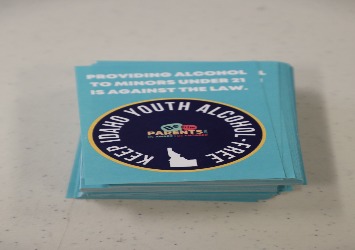 PROVIDING ALCOHOL
TO MINORS UNDER 21
IS AGAINST THE LAW.
KEEP IDAHO YOUTH ALCOHOL-FREE
PARENTS